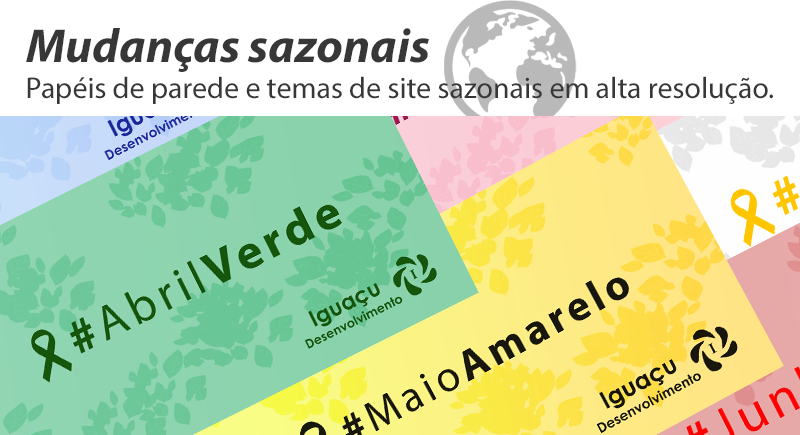 Mudanças sazonais
Papéis de parede e temas de site sazonais em alta resolução.
Desenvolvimento
#AbrilVerde
Iguaçu
Desenvolvimento
#MaioAmarelo
Iguaçu
Desenvolvimento
#